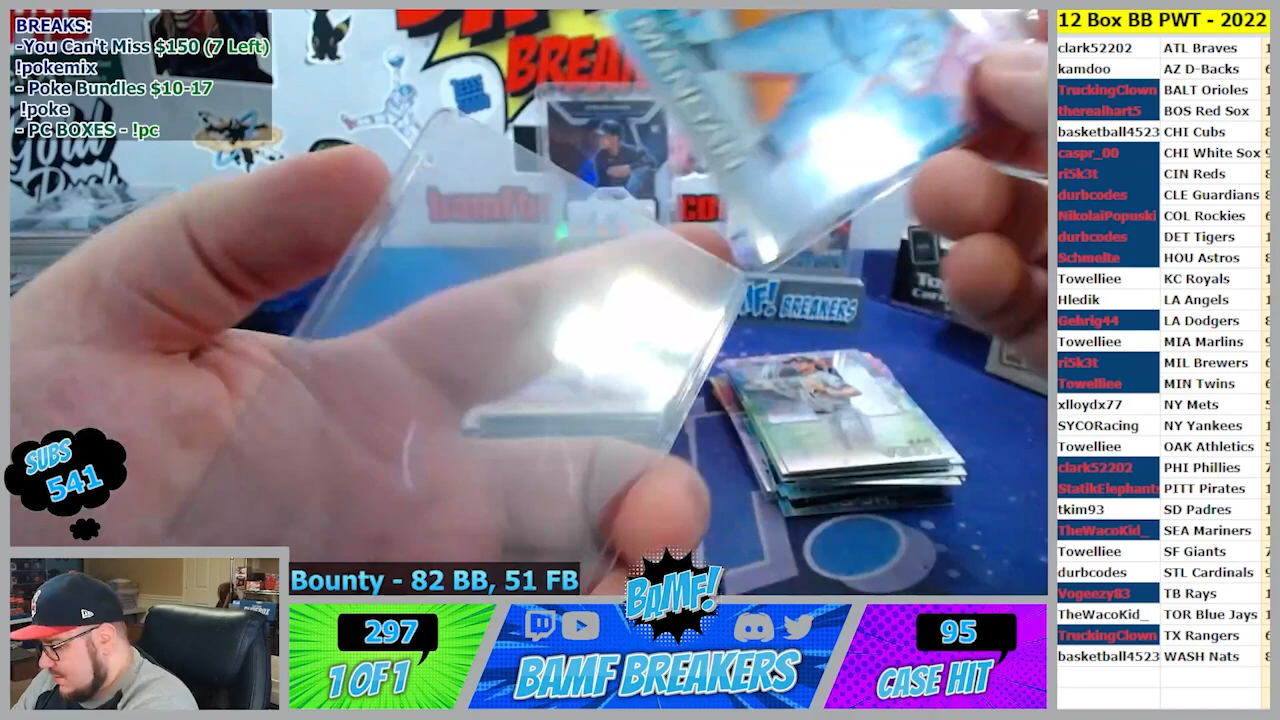 BREAKS:
-You Can't Miss $150 (7 Left)
!pokemix
- Poke Bundles $10-17
!poke
- PC BOXES - !pc
BREA
BREAKERS
SUBS
541
Bounty - 82 BB, 51 FB
BAMF!
297
1 OF 1
BAMF BREAKERS
95
CASE HIT
12 Box BB PWT - 2022
clark52202 ATL Braves
kamdoo AZ D-Backs
TruckingClown BALT Orioles
therealhart5 BOS Red Sox
basketball4523 CHI Cubs
caspr_00 CHI White Sox
ri5k3t CIN Reds
durbcodes CLE Guardians
NikolaiPopuski COL Rockies
durbcodes DET Tigers
Schmelte HOU Astros
Towelliee KC Royals
Hledik LA Angels
Gehrig44 LA Dodgers
Towelliee MIA Marlins
ri5k3t MIL Brewers
Towelliee MIN Twins
xlloydx77 NY Mets
SYCORacing NY Yankees
Towelliee OAK Athletics
clark52202 PHI Phillies
StatikElephant PITT Pirates
tkim93 SD Padres
TheWacoKid_ SEA Mariners
Towelliee SF Giants
durbcodes STL Cardinals
Vogeezy83 TB Rays
TheWacoKid_ TOR Blue Jays
TruckingClown TX Rangers
basketball4523 WASH Nats